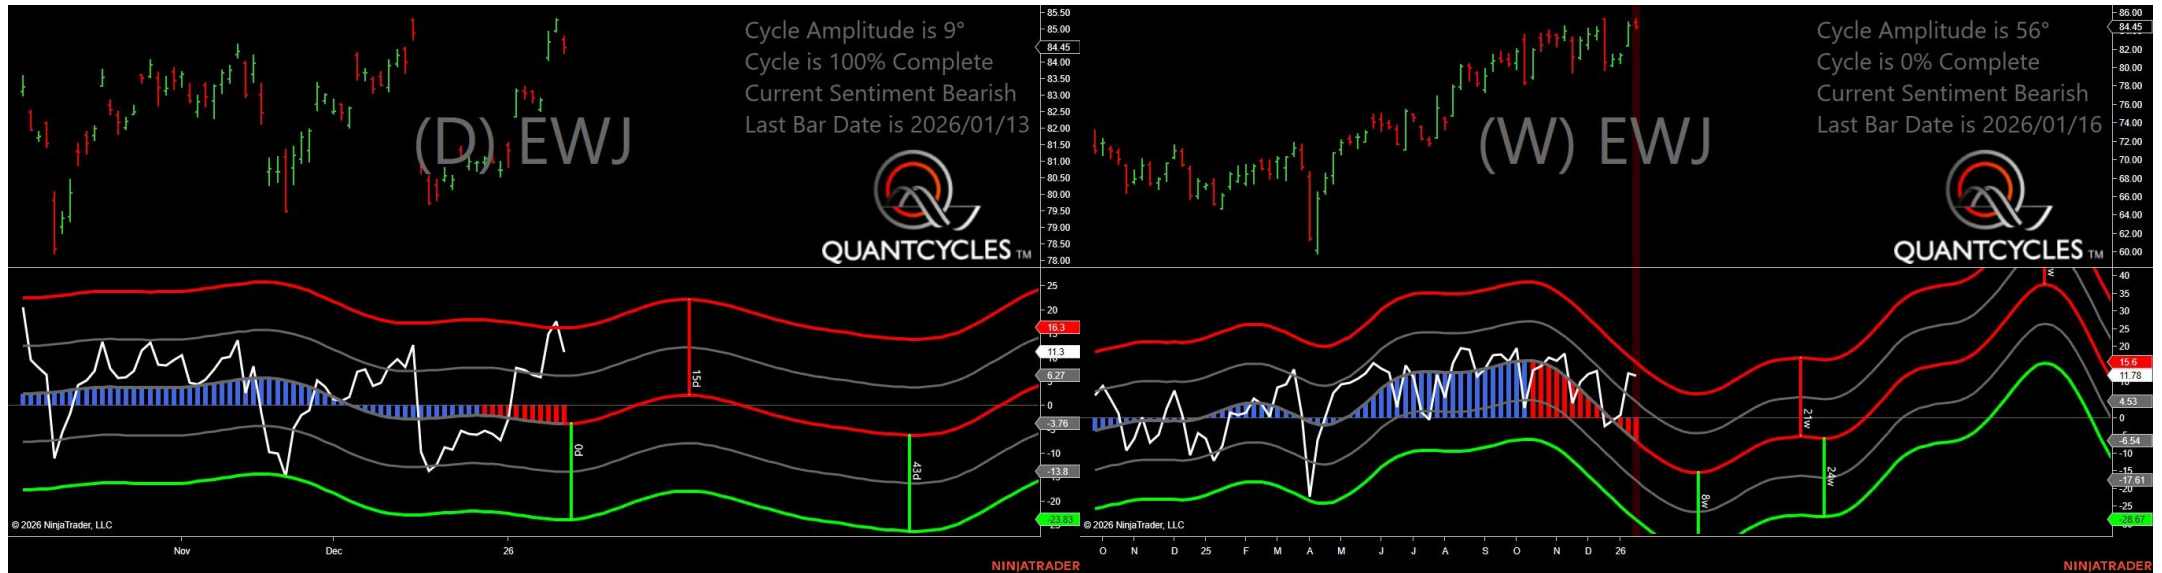 Cycle Amplitude is 9°
Cycle is 100% Complete
Current Sentiment Bearish
Last Bar Date is 2026/01/13
(D) EWJ
QUANTCYCLES TM
85.50
85.00
84.45
84.00
83.50
83.00
82.50
82.00
81.50
81.00
80.50
80.00
79.50
79.00
78.50
78.00
25
20
16.3
11.3
6.27
0
-3.76
-10
-13.8
-20
-23.83
15d
0d
43d
© 2026 NinjaTrader, LLC
Nov
Dec
26
NINJATRADER
Cycle Amplitude is 56°
Cycle is 0% Complete
Current Sentiment Bearish
Last Bar Date is 2026/01/16
(W) EWJ
QUANTCYCLES TM
86.00
84.45
82.00
80.00
78.00
76.00
74.00
72.00
70.00
68.00
66.00
64.00
62.00
60.00
40
35
30
25
20
15.6
11.78
4.53
0
-6.54
-10
-15
-17.61
-25
-28.67
w
21w
8w
24w
© 2026 NinjaTrader, LLC
O N D 25 F M A M J J A S O N D 26
NINJATRADER